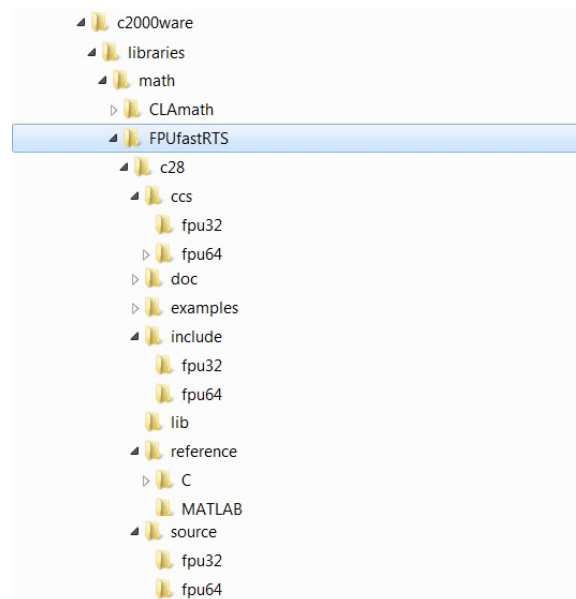 c2000ware
libraries
math
CLAmath
FPUfastRTS
c28
ccs
fpu32
fpu64
doc
examples
include
fpu32
fpu64
lib
reference
C
MATLAB
source
fpu32
fpu64